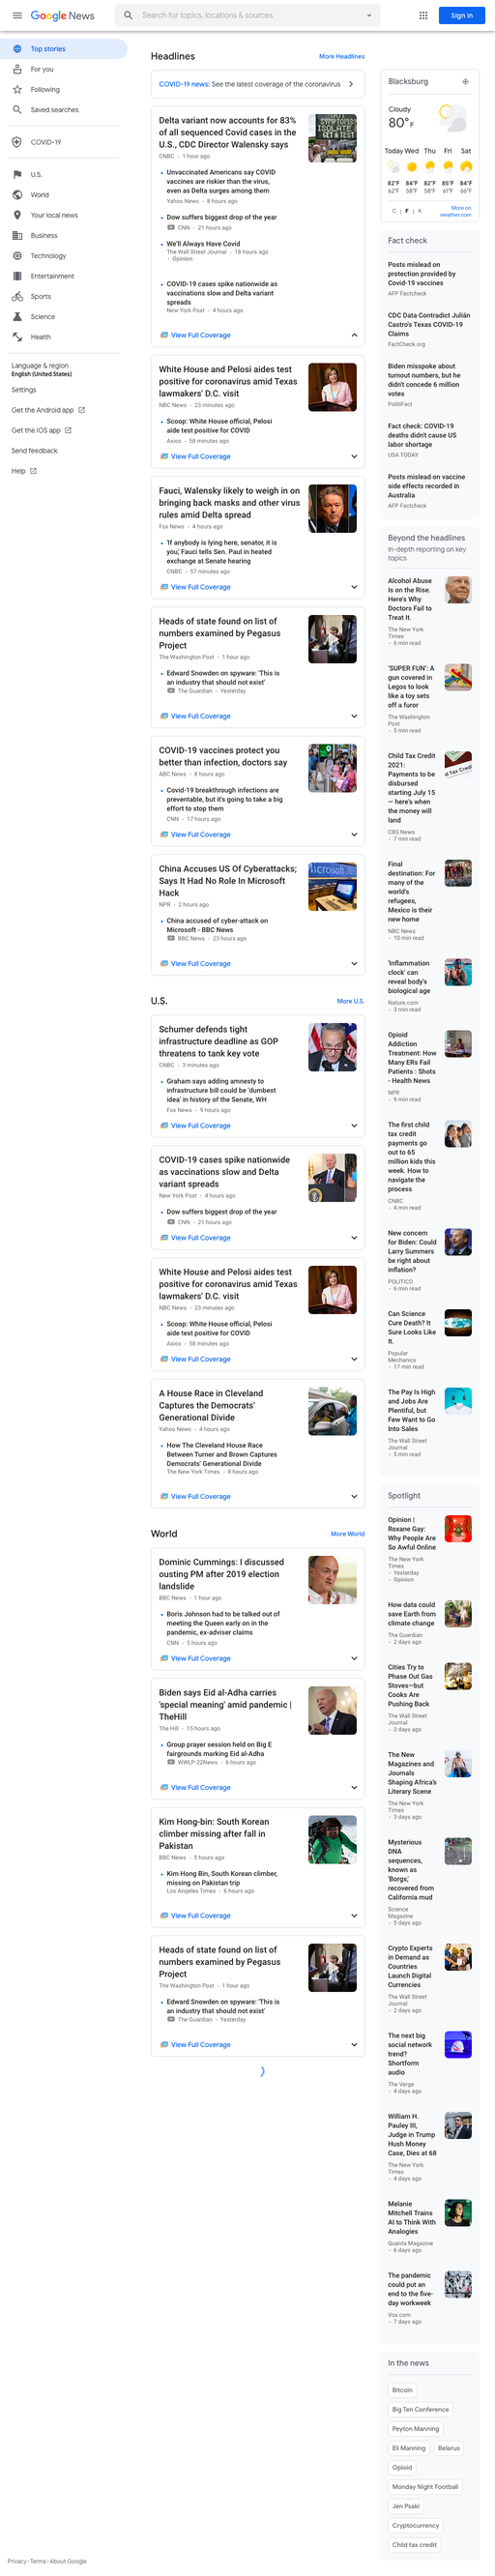 Google News
Search for topics, locations & sources
Sign in
Top stories
For you
Following
Saved searches
COVID-19
U.S.
World
Your local news
Business
Technology
Entertainment
Sports
Science
Health
Language & region
English (United States)
Settings
Get the Android app
Get the iOS app
Send feedback
Help
Headlines
More Headlines
COVID-19 news: See the latest coverage of the coronavirus
Delta variant now accounts for 83%
of all sequenced Covid cases in the
U.S., CDC Director Walensky says
CNBC · 1 hour ago
Unvaccinated Americans say COVID
vaccines are riskier than the virus,
even as Delta surges among them
Yahoo News · 8 hours ago
Dow suffers biggest drop of the year
CNN · 21 hours ago
We'll Always Have Covid
The Wall Street Journal · 18 hours ago
· Opinion
COVID-19 cases spike nationwide as
vaccinations slow and Delta variant
spreads
New York Post · 4 hours ago
View Full Coverage
White House and Pelosi aides test
positive for coronavirus amid Texas
lawmakers' D.C. visit
NBC News · 23 minutes ago
Scoop: White House official, Pelosi
aide test positive for COVID
Axios · 58 minutes ago
View Full Coverage
Fauci, Walensky likely to weigh in on
bringing back masks and other virus
rules amid Delta spread
Fox News · 4 hours ago
'If anybody is lying here, senator, it is
you,' Fauci tells Sen. Paul in heated
exchange at Senate hearing
CNBC · 57 minutes ago
View Full Coverage
Heads of state found on list of
numbers examined by Pegasus
Project
The Washington Post · 1 hour ago
Edward Snowden on spyware: 'This is
an industry that should not exist'
The Guardian · Yesterday
View Full Coverage
COVID-19 vaccines protect you
better than infection, doctors say
ABC News · 8 hours ago
Covid-19 breakthrough infections are
preventable, but it's going to take a big
effort to stop them
CNN · 17 hours ago
View Full Coverage
China Accuses US Of Cyberattacks;
Says It Had No Role In Microsoft
Hack
NPR · 2 hours ago
China accused of cyber-attack on
Microsoft - BBC News
BBC News · 23 hours ago
View Full Coverage
U.S.
More U.S.
Schumer defends tight
infrastructure deadline as GOP
threatens to tank key vote
CNBC · 3 minutes ago
Graham says adding amnesty to
infrastructure bill could be 'dumbest
idea' in history of the Senate, WH
Fox News · 9 hours ago
View Full Coverage
COVID-19 cases spike nationwide
as vaccinations slow and Delta
variant spreads
New York Post · 4 hours ago
Dow suffers biggest drop of the year
CNN · 21 hours ago
View Full Coverage
White House and Pelosi aides test
positive for coronavirus amid Texas
lawmakers' D.C. visit
NBC News · 23 minutes ago
Scoop: White House official, Pelosi
aide test positive for COVID
Axios · 58 minutes ago
View Full Coverage
A House Race in Cleveland
Captures the Democrats'
Generational Divide
Yahoo News · 4 hours ago
How The Cleveland House Race
Between Turner and Brown Captures
Democrats' Generational Divide
The New York Times · 8 hours ago
View Full Coverage
World
More World
Dominic Cummings: I discussed
ousting PM after 2019 election
landslide
BBC News · 1 hour ago
Boris Johnson had to be talked out of
meeting the Queen early on in the
pandemic, ex-adviser claims
CNN · 5 hours ago
View Full Coverage
Biden says Eid al-Adha carries
'special meaning' amid pandemic |
TheHill
The Hill · 15 hours ago
Group prayer session held on Big E
fairgrounds marking Eid al-Adha
WWLP-22News · 6 hours ago
View Full Coverage
Kim Hong-bin: South Korean
climber missing after fall in
Pakistan
BBC News · 5 hours ago
Kim Hong Bin, South Korean climber,
missing on Pakistan trip
Los Angeles Times · 6 hours ago
View Full Coverage
Heads of state found on list of
numbers examined by Pegasus
Project
The Washington Post · 1 hour ago
Edward Snowden on spyware: 'This is
an industry that should not exist'
The Guardian · Yesterday
View Full Coverage
Blacksburg
Cloudy
80°F
Today Wed Thu Fri Sat
82°F 84°F 82°F 85°F 84°F
62°F 58°F 58°F 61°F 66°F
C | F | K
More on
weather.com
Fact check
Posts mislead on
protection provided by
Covid-19 vaccines
AFP Factcheck
CDC Data Contradict Julián
Castro's Texas COVID-19
Claims
FactCheck.org
Biden misspoke about
turnout numbers, but he
didn't concede 6 million
votes
PolitiFact
Fact check: COVID-19
deaths didn't cause US
labor shortage
USA TODAY
Posts mislead on vaccine
side effects recorded in
Australia
AFP Factcheck
Beyond the headlines
In-depth reporting on key
topics
Alcohol Abuse
Is on the Rise.
Here's Why
Doctors Fail to
Treat It.
The New York
Times
· 6 min read
'SUPER FUN': A
gun covered in
Legos to look
like a toy sets
off a furor
The Washington
Post
· 5 min read
Child Tax Credit
2021:
Payments to be
disbursed
starting July 15
— here's when
the money will
land
CBS News
· 7 min read
Final
destination: For
many of the
world's
refugees,
Mexico is their
new home
NBC News
· 10 min read
'Inflammation
clock' can
reveal body's
biological age
Nature.com
· 3 min read
Opioid
Addiction
Treatment: How
Many ERs Fail
Patients : Shots
- Health News
NPR
· 9 min read
The first child
tax credit
payments go
out to 65
million kids this
week. How to
navigate the
process
CNBC
· 4 min read
New concern
for Biden: Could
Larry Summers
be right about
inflation?
POLITICO
· 6 min read
Can Science
Cure Death? It
Sure Looks Like
It.
Popular
Mechanics
· 17 min read
The Pay Is High
and Jobs Are
Plentiful, but
Few Want to Go
Into Sales
The Wall Street
Journal
· 5 min read
Spotlight
Opinion |
Roxane Gay:
Why People Are
So Awful Online
The New York
Times
· Yesterday
· Opinion
How data could
save Earth from
climate change
The Guardian
· 2 days ago
Cities Try to
Phase Out Gas
Stoves—but
Cooks Are
Pushing Back
The Wall Street
Journal
· 3 days ago
The New
Magazines and
Journals
Shaping Africa's
Literary Scene
The New York
Times
· 3 days ago
Mysterious
DNA
sequences,
known as
'Borgs,'
recovered from
California mud
Science
Magazine
· 5 days ago
Crypto Experts
in Demand as
Countries
Launch Digital
Currencies
The Wall Street
Journal
· 2 days ago
The next big
social network
trend?
Shortform
audio
The Verge
· 4 days ago
William H.
Pauley III,
Judge in Trump
Hush Money
Case, Dies at 68
The New York
Times
· 4 days ago
Melanie
Mitchell Trains
AI to Think With
Analogies
Quanta Magazine
· 6 days ago
The pandemic
could put an
end to the five-
day workweek
Vox.com
· 7 days ago
In the news
Bitcoin
Big Ten Conference
Peyton Manning
Eli Manning Belarus
Opioid
Monday Night Football
Jen Psaki
Cryptocurrency
Child tax credit
Privacy · Terms · About Google